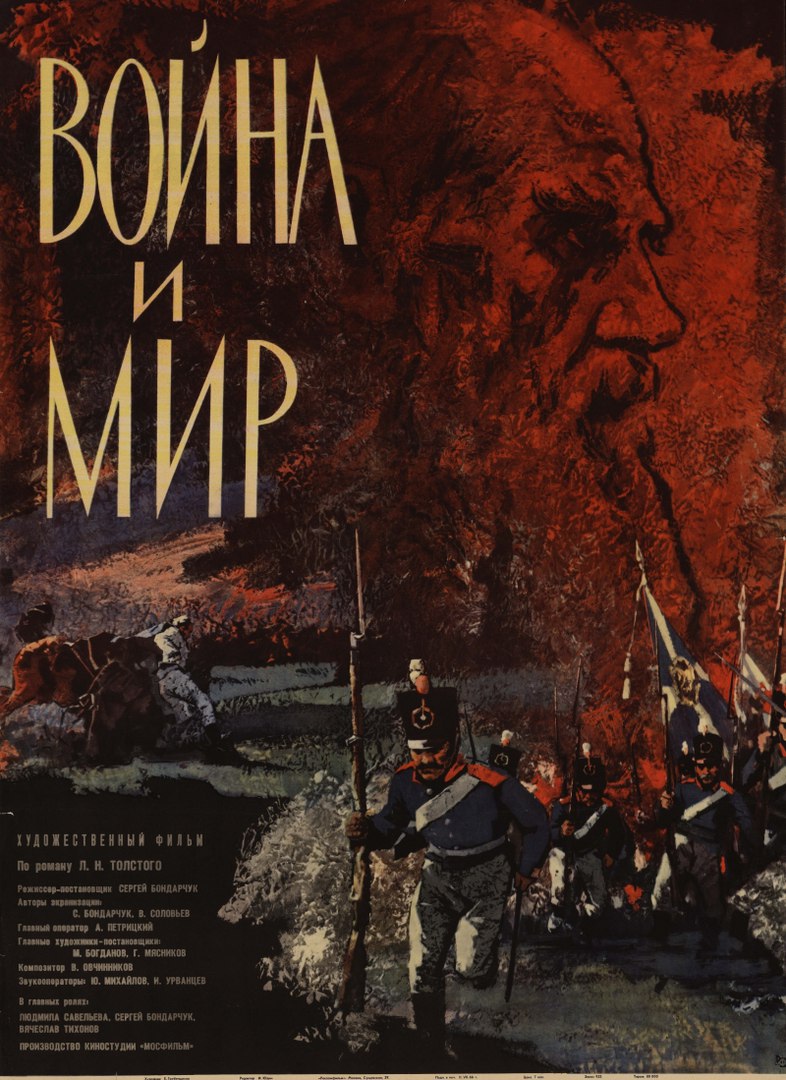 ВОЙНА
И
МИР
ХУДОЖЕСТВЕННЫЙ ФИЛЬМ
По роману Л. Н. ТОЛСТОГО
Режиссер-постановщик СЕРГЕЙ БОНДАРЧУК
Авторы экранизации:
С. БОНДАРЧУК, В. СОЛОВЬЕВ
Главный оператор А. ПЕТРИЦКИЙ
Главные художники-постановщики:
М. БОГДАНОВ, Г. МЯСНИКОВ
Композитор В. ОВЧИННИКОВ
Звукооператоры: Ю. МИХАЙЛОВ, И. УРВАНЦЕВ
В главных ролях:
ЛЮДМИЛА САВЕЛЬЕВА, СЕРГЕЙ БОНДАРЧУК,
ВЯЧЕСЛАВ ТИХОНОВ
ПРОИЗВОДСТВО КИНОСТУДИИ «МОСФИЛЬМ»